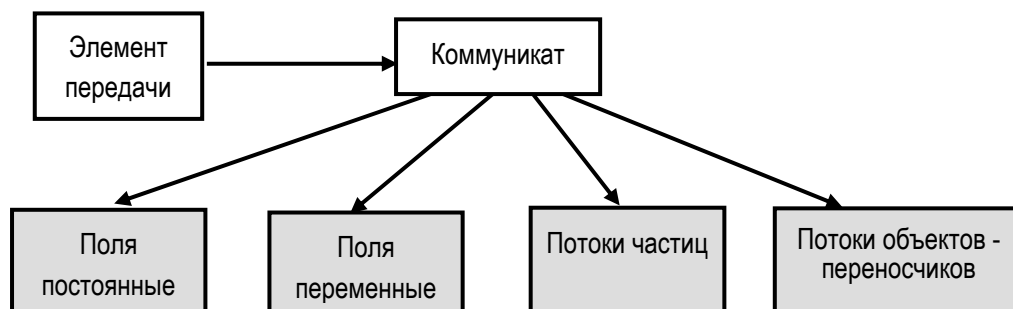 Элемент
передачи
Коммуникат
Поля
постоянные
Поля
переменные
Потоки частиц
Потоки объектов -
переносчиков